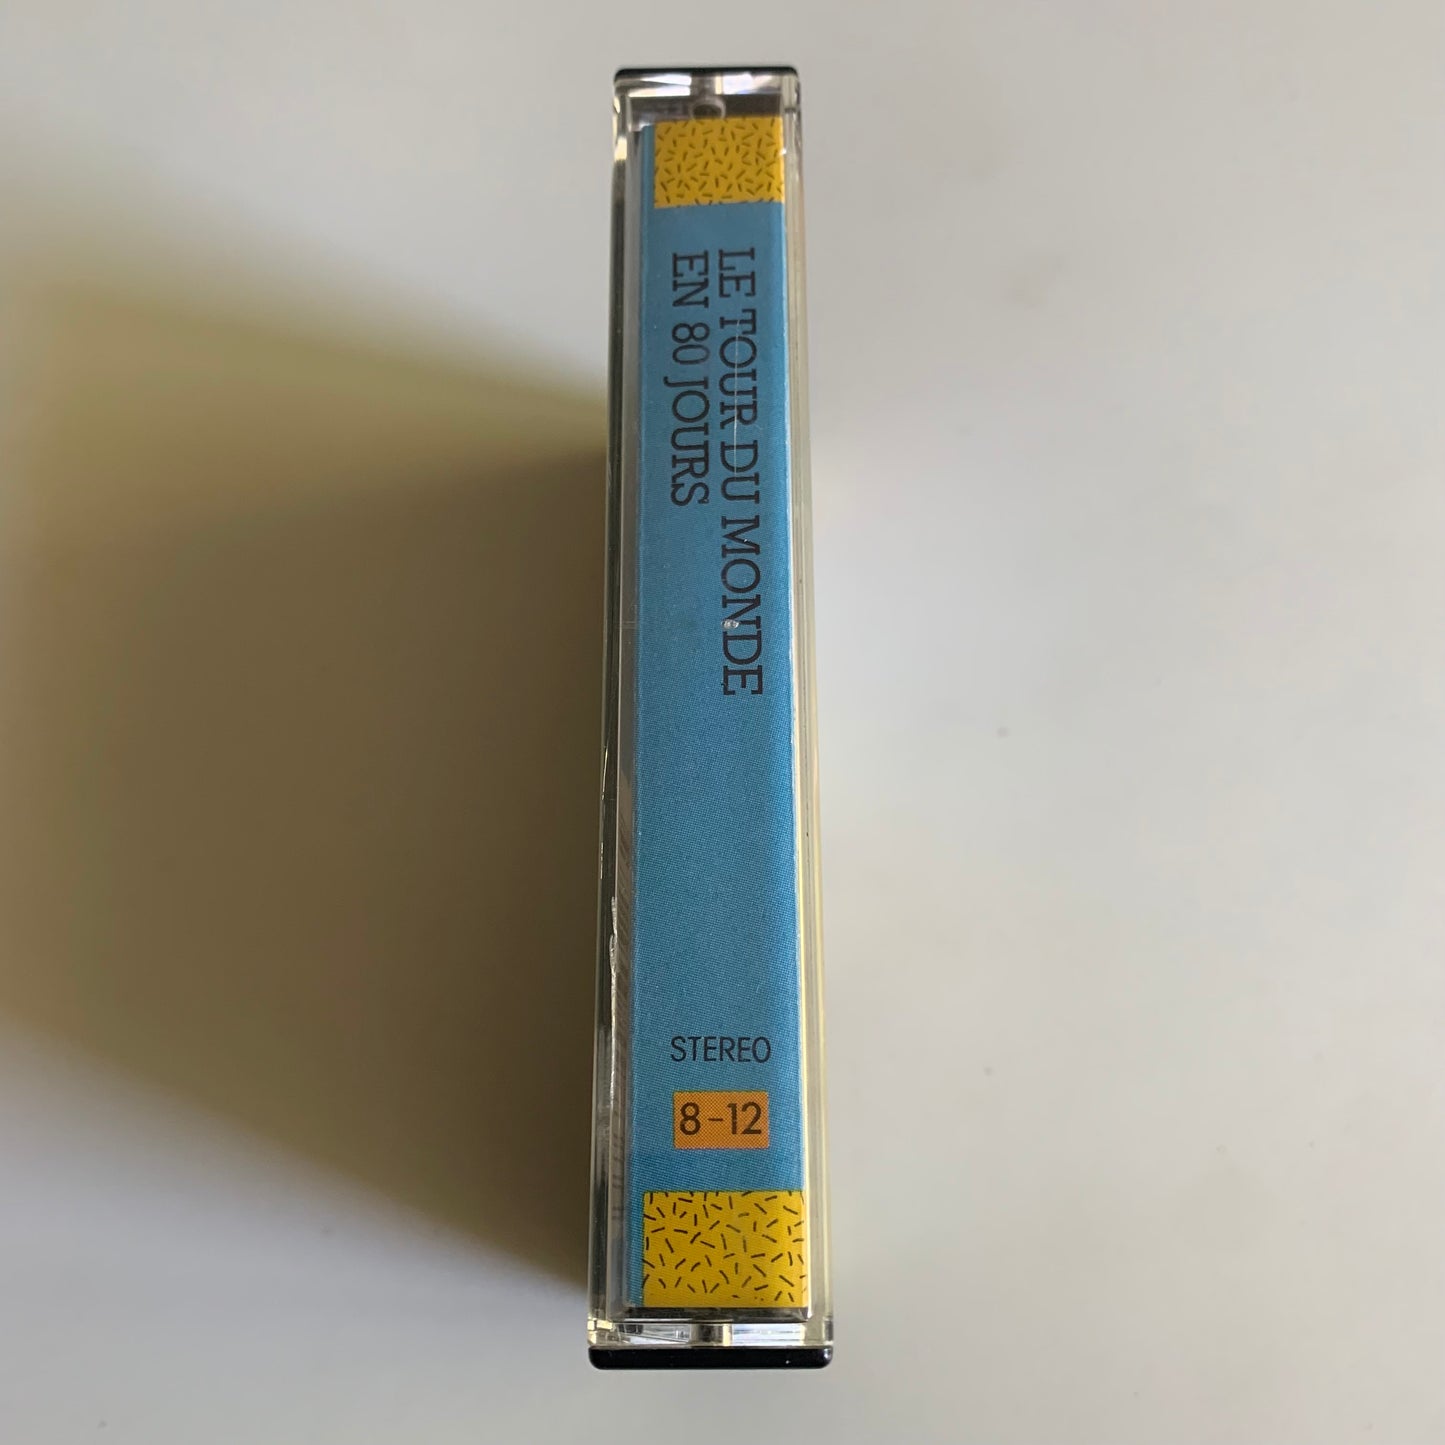 LE TOUR DU MONDE
EN 80 JOURS
STEREO
8-12